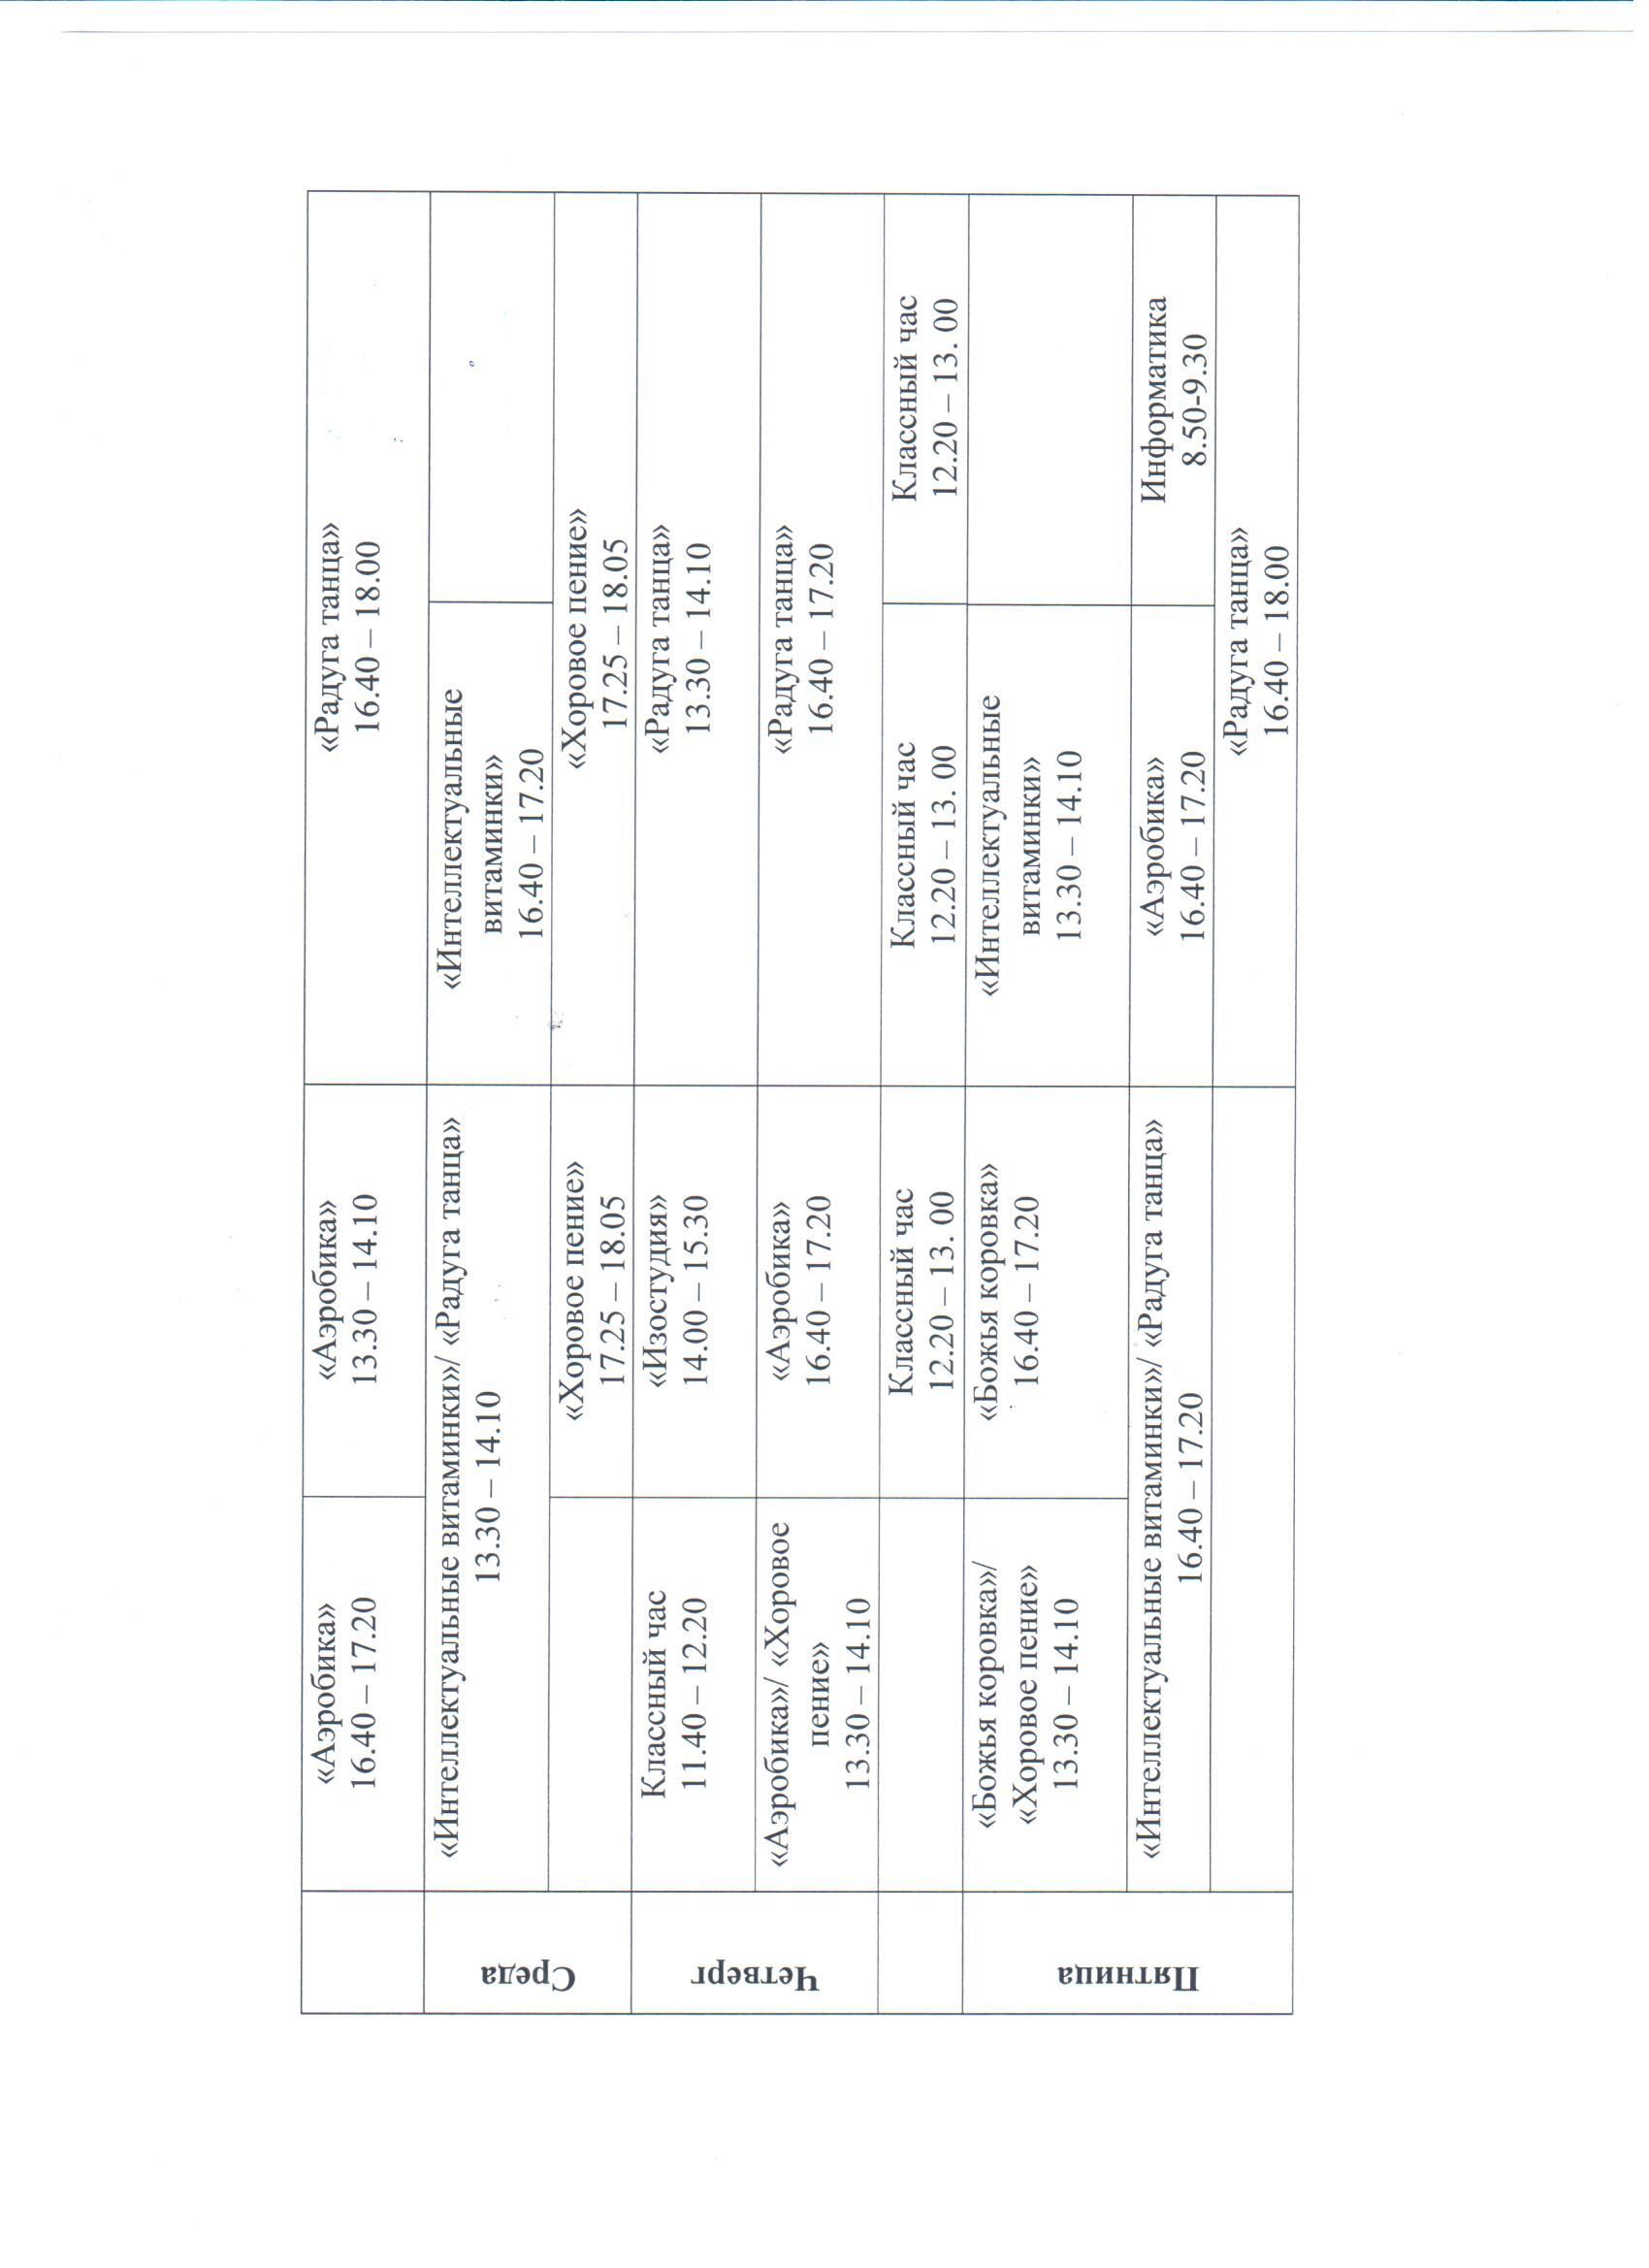 «Аэробика»
16.40 – 17.20
«Аэробика»
13.30 – 14.10
«Радуга танца»
16.40 – 18.00
Среда
«Интеллектуальные витаминки»/ «Радуга танца»
13.30 – 14.10
«Интеллектуальные
витаминки»
16.40 – 17.20
«Хоровое пение»
17.25 – 18.05
«Хоровое пение»
17.25 – 18.05
Четверг
Классный час
11.40 – 12.20
«Изостудия»
14.00 – 15.30
«Радуга танца»
13.30 – 14.10
«Аэробика»/ «Хоровое
пение»
13.30 – 14.10
«Аэробика»
16.40 – 17.20
«Радуга танца»
16.40 – 17.20
Классный час
12.20 – 13. 00
Классный час
12.20 – 13. 00
Классный час
12.20 – 13. 00
Пятница
«Божья коровка»/
«Хоровое пение»
13.30 – 14.10
«Божья коровка»
16.40 – 17.20
«Интеллектуальные
витаминки»
13.30 – 14.10
«Интеллектуальные витаминки»/ «Радуга танца»
16.40 – 17.20
«Аэробика»
16.40 – 17.20
Информатика
8.50-9.30
«Радуга танца»
16.40 – 18.00